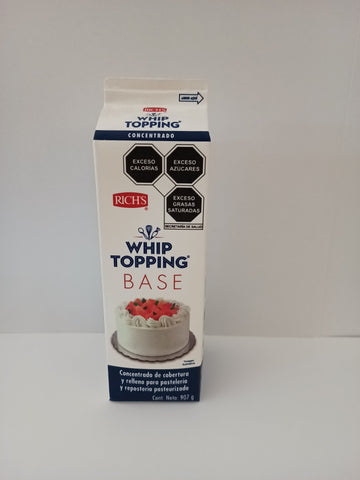 RICH'S
WHIP
TOPPING®
CONCENTRADO
EXCESO
CALORÍAS
EXCESO
AZÚCARES
EXCESO
GRASAS
SATURADAS
SECRETARÍA DE SALUD
RICH'S®
WHIP
TOPPING®
BASE
Concentrado de cobertura
y relleno para pastelería
y repostería pasteurizado
Cont. Neto: 907 g